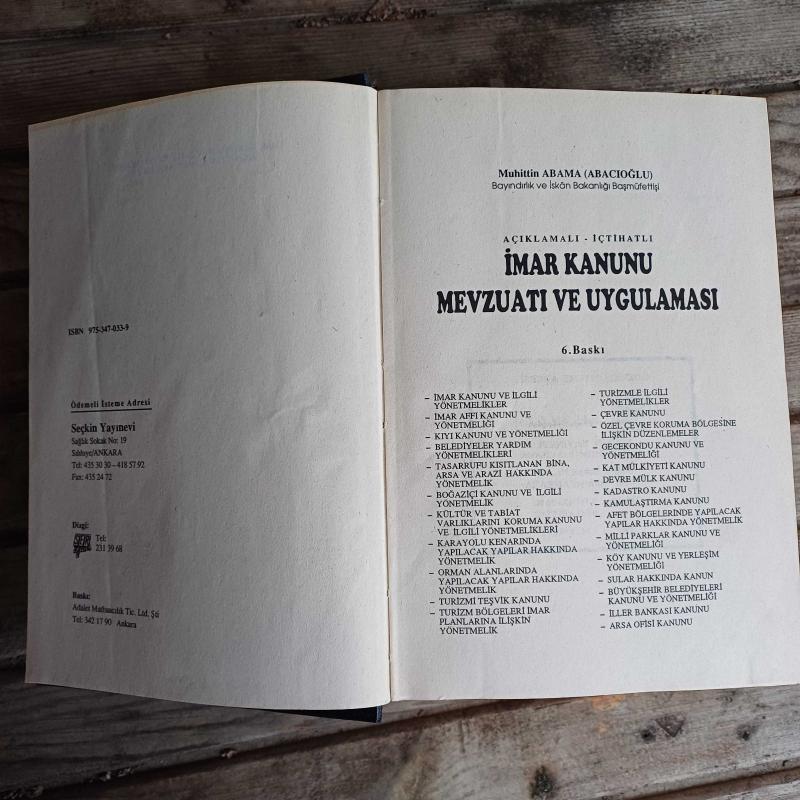 ISBN 975-347-033-9
Ödemeli İsteme Adresi
Seçkin Yayınevi
Sağlık Sokak No: 19
Sıhhıye/ANKARA
Tel: 435 30 30 - 418 57 92
Fax: 435 24 72
Dizgi:
Tel:
231 39 68
Baskı:
Adalet Matbaacılık Tic. Ltd. Şti
Tel: 342 17 90 Ankara
Muhittin ABAMA (ABACIOĞLU)
Bayındırlık ve İskân Bakanlığı Başmüfettişi
AÇIKLAMALI - İÇTİHATLI
İMAR KANUNU
MEVZUATI VE UYGULAMASI
6.Baskı
– İMAR KANUNU VE İLGİLİ
YÖNETMELİKLER
– İMAR AFFI KANUNU VE
YÖNETMELİĞİ
– KIYI KANUNU VE YÖNETMELİĞİ
– BELEDİYELER YARDIM
YÖNETMELİKLERİ
– TASARRUFU KISITLANAN BİNA,
ARSA VE ARAZİ HAKKINDA
YÖNETMELİK
– BOĞAZİÇİ KANUNU VE İLGİLİ
YÖNETMELİK
– KÜLTÜR VE TABİAT
VARLIKLARINI KORUMA KANUNU
VE İLGİLİ YÖNETMELİKLERİ
– KARAYOLU KENARINDA
YAPILACAK YAPILAR HAKKINDA
YÖNETMELİK
– ORMAN ALANLARINDA
YAPILACAK YAPILAR HAKKINDA
YÖNETMELİK
– TURİZMİ TEŞVİK KANUNU
– TURİZM BÖLGELERİ İMAR
PLANLARINA İLİŞKİN
YÖNETMELİK
– TURİZMLE İLGİLİ
YÖNETMELİKLER
– ÇEVRE KANUNU
– ÖZEL ÇEVRE KORUMA BÖLGESİNE
İLİŞKİN DÜZENLEMELER
– GECEKONDU KANUNU VE
YÖNETMELİĞİ
– KAT MÜLKİYETİ KANUNU
– DEVRE MÜLK KANUNU
– KADASTRO KANUNU
– KAMULAŞTIRMA KANUNU
– AFET BÖLGELERİNDE YAPILACAK
YAPILAR HAKKINDA YÖNETMELİK
– MİLLİ PARKLAR KANUNU VE
YÖNETMELİĞİ
– KÖY KANUNU VE YERLEŞİM
YÖNETMELİĞİ
– SULAR HAKKINDA KANUN
– BÜYÜKŞEHİR BELEDİYELERİ
KANUNU VE YÖNETMELİĞİ
– İLLER BANKASI KANUNU
– ARSA OFİSİ KANUNU